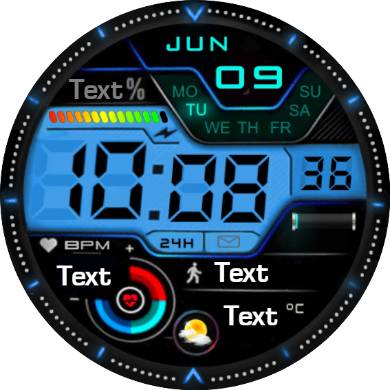 JUN
09
Text%
MO SU
TU SA
WE TH FR
10:08 36
BPM + 24H
Text - Text
Text °C